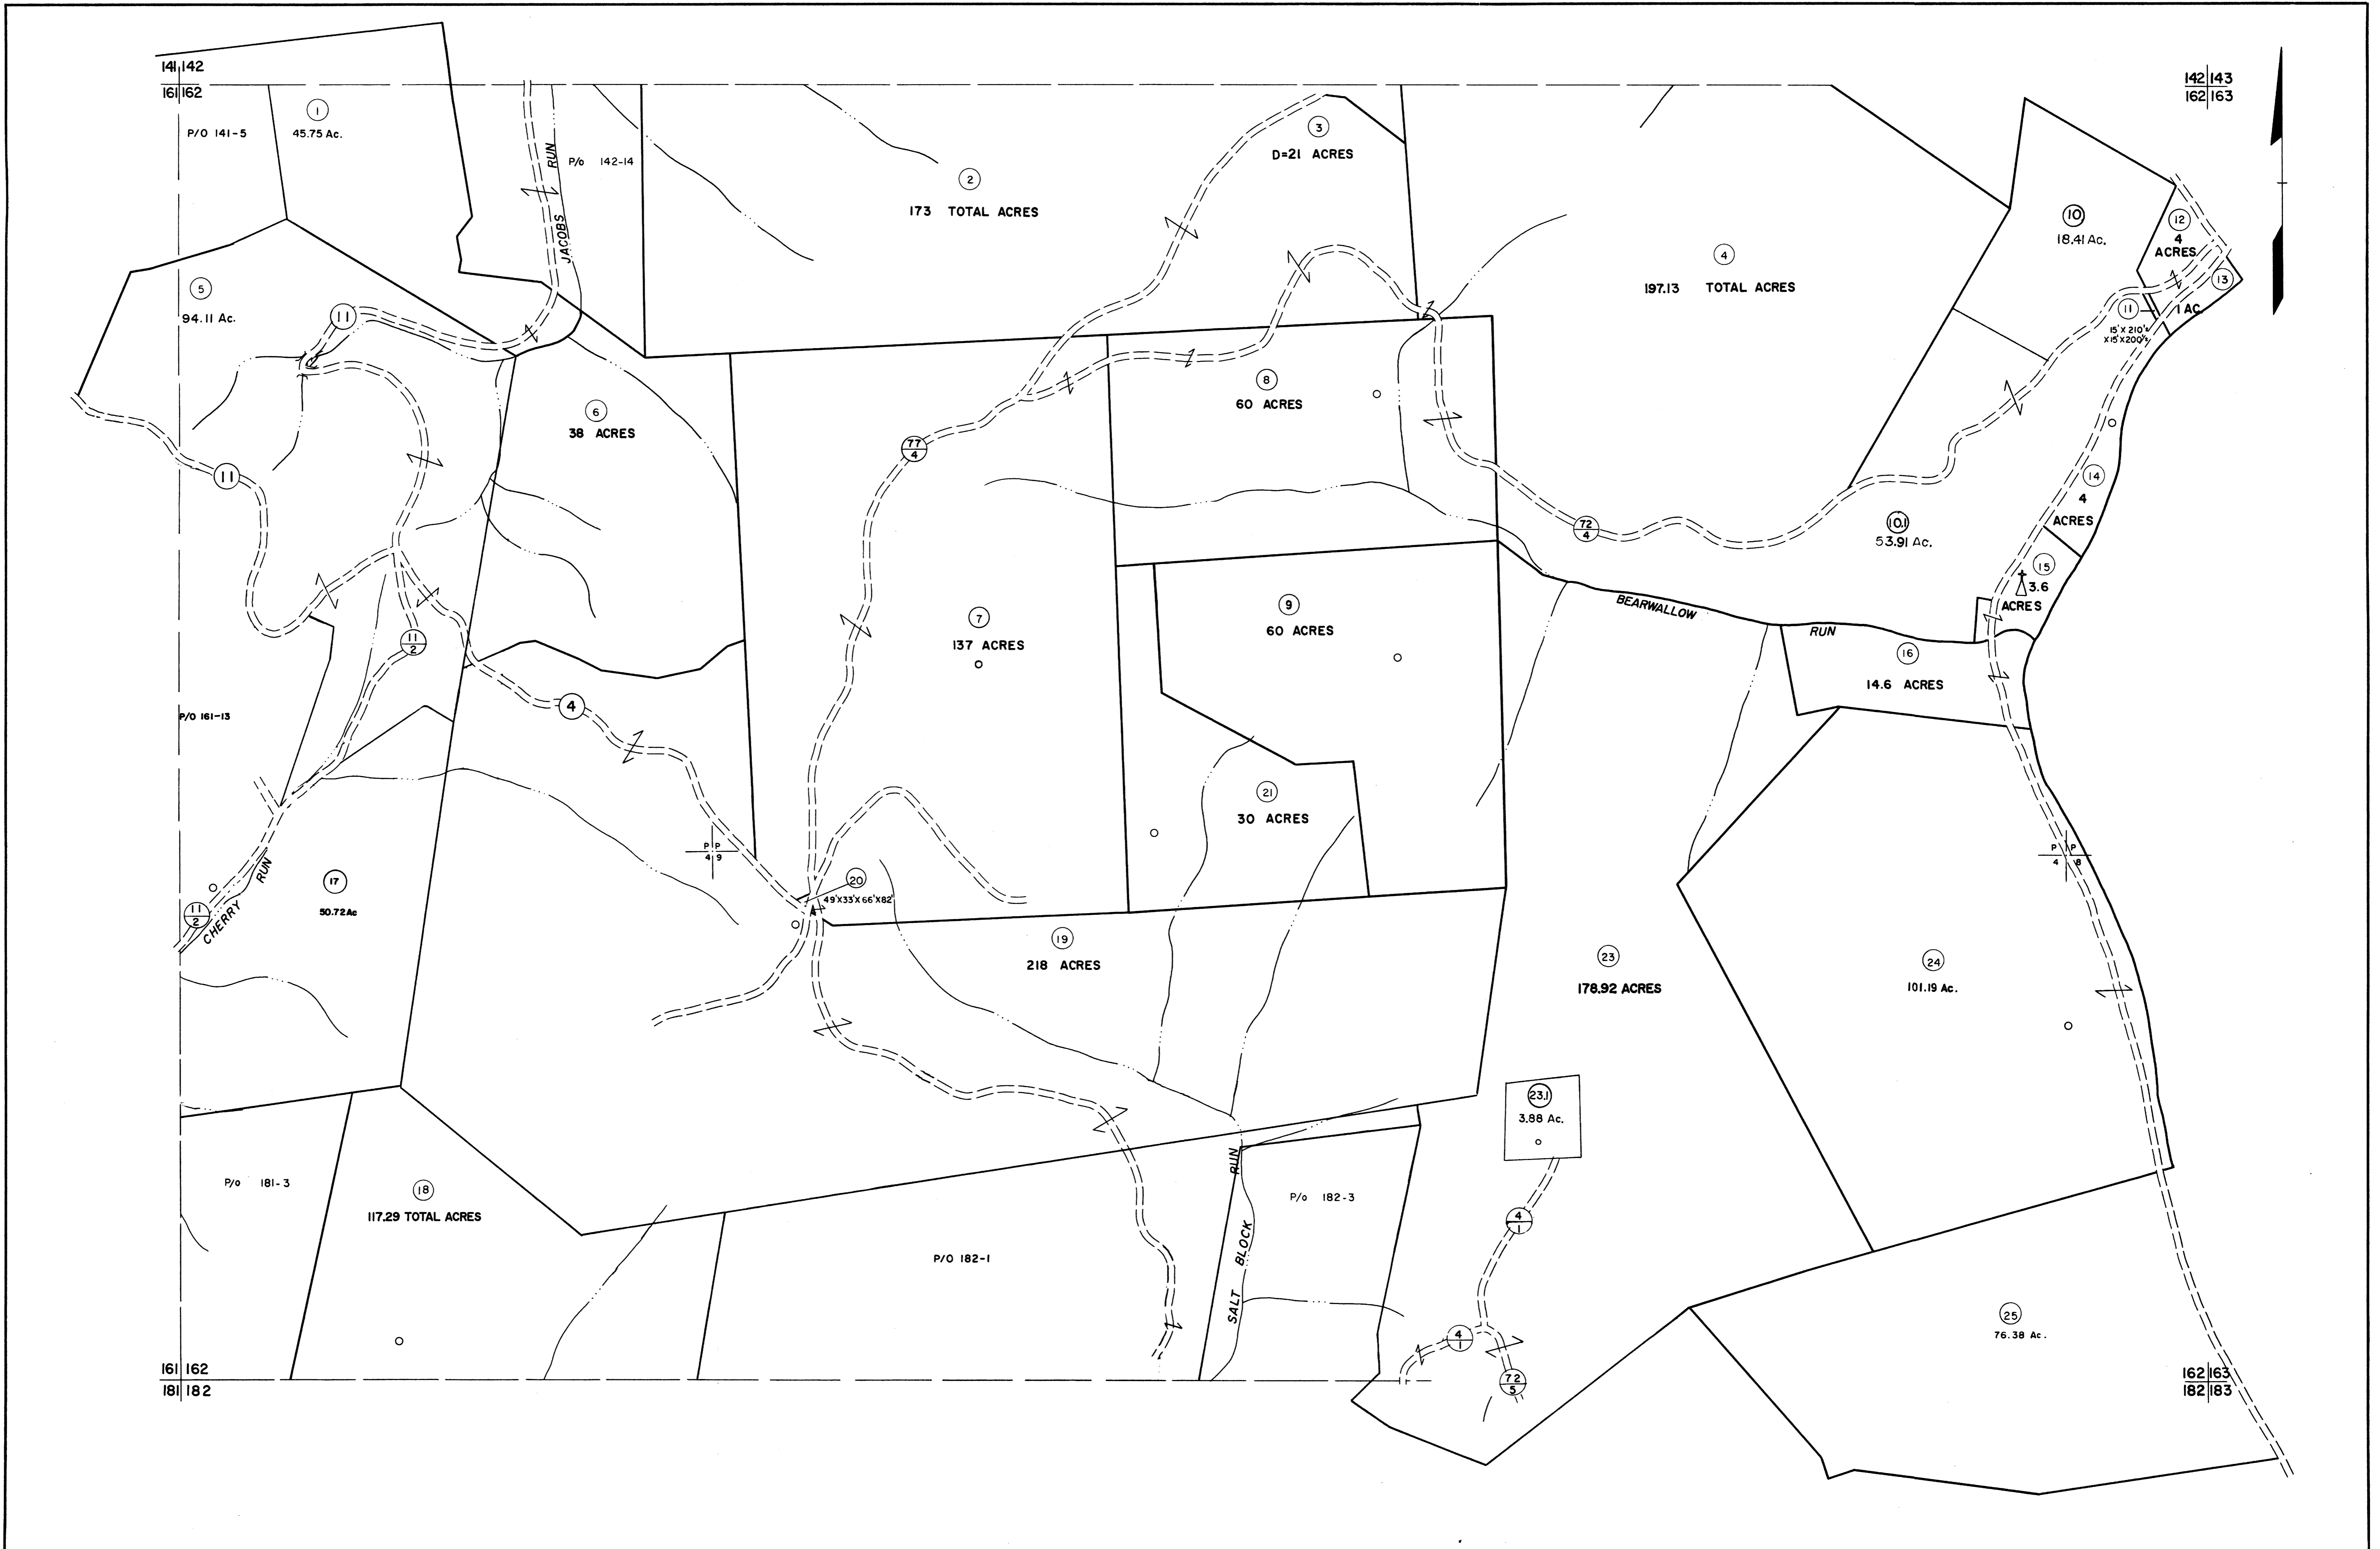 141 142
161 162
142 143
162 163
P/O 141-5
1
45.75 Ac.
JACOBS RUN
P/o 142-14
2
173 TOTAL ACRES
3
D=21 ACRES
4
197.13 TOTAL ACRES
10
18.41 Ac.
12
4
ACRES
13
1 AC.
11
15' X 210'±
X15'X200'±
5
94.11 Ac.
11
11
6
38 ACRES
77
4
8
60 ACRES
72
4
10.1
53.91 Ac.
14
4
ACRES
15
3.6
ACRES
BEARWALLOW RUN
16
14.6 ACRES
7
137 ACRES
9
60 ACRES
11
2
4
P/O 161-13
21
30 ACRES
P P
4 9
P P
4 8
17
50.72Ac
11
2
CHERRY RUN
20
49'X33'X66'X82'
19
218 ACRES
23
178.92 ACRES
24
101.19 Ac.
23.1
3.88 Ac.
P/o 181-3
18
117.29 TOTAL ACRES
P/O 182-1
SALT BLOCK RUN
P/o 182-3
4
1
4
1
72
5
25
76.38 Ac.
161 162
181 182
162 163
182 183